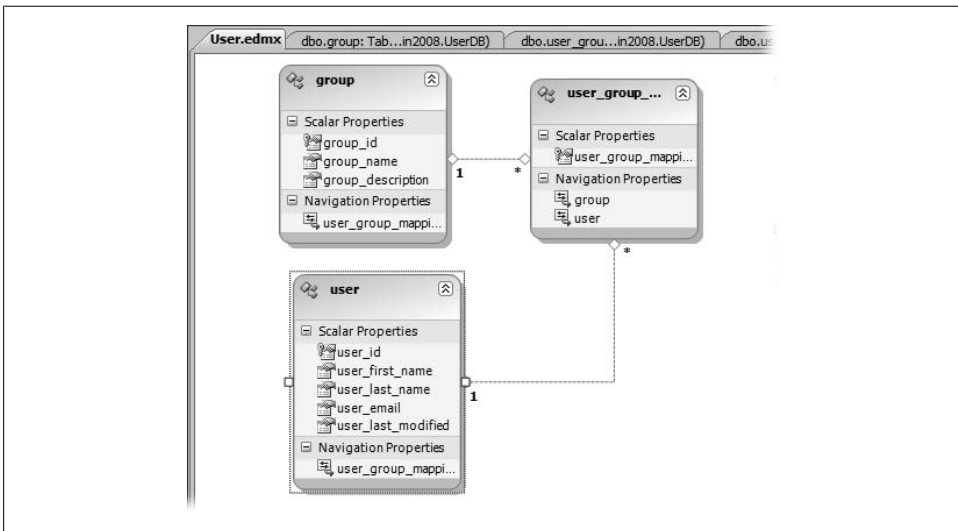 User.edmx dbo.group: Tab...in2008.UserDB) dbo.user_grou...in2008.UserDB) dbo.us
group
Scalar Properties
group_id
group_name
group_description
Navigation Properties
user_group_mappi...
1
*
user_group_...
Scalar Properties
user_group_mappi...
Navigation Properties
group
user
*
user
Scalar Properties
user_id
user_first_name
user_last_name
user_email
user_last_modified
Navigation Properties
user_group_mappi...
1